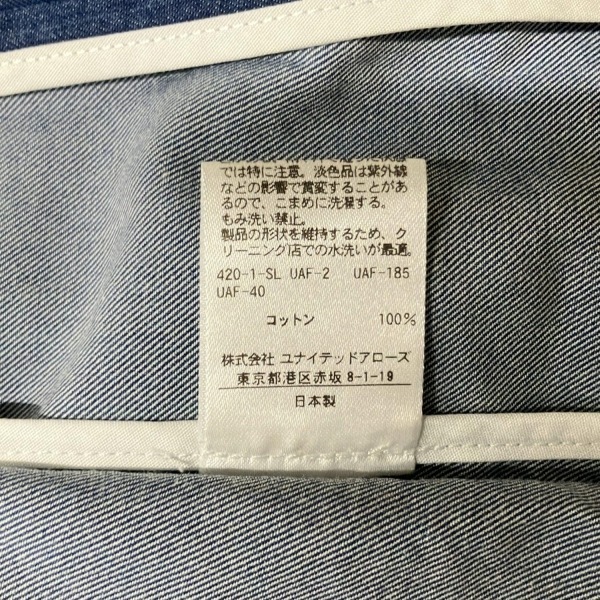 では特に注意。淡色品は紫外線
などの影響で黄変することがあ
るので、こまめに洗濯する。
もみ洗い禁止。
製品の形状を維持するため、ク
リーニング店での水洗いが最適。
420-1-SL UAF-2 UAF-185
UAF-40
コットン 100%
株式会社 ユナイテッドアローズ
東京都港区赤坂 8-1-19
日本製